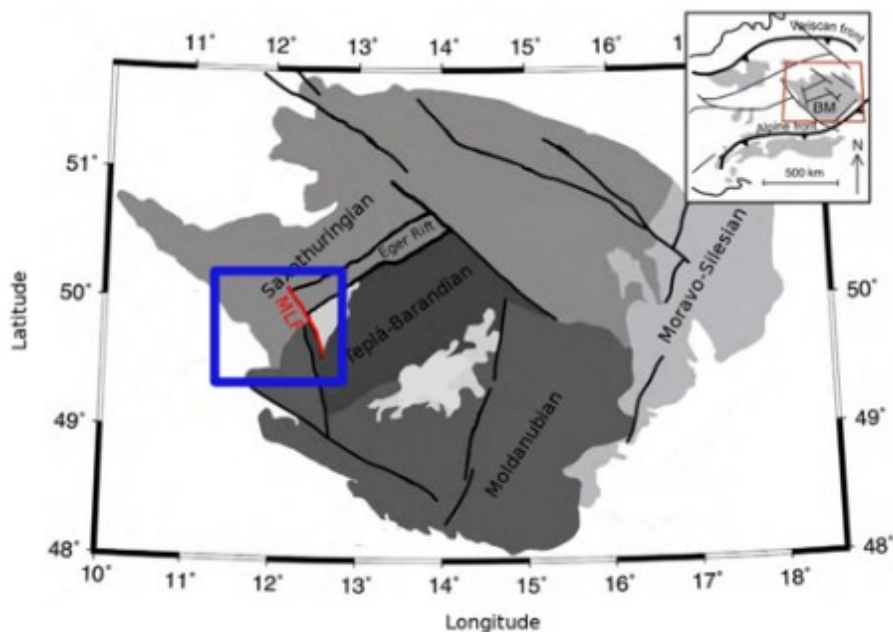 11° 12° 13° 14° 15° 16° 1
Variscan front
BM
Alpine front
N
500 km
51°
50°
49°
48°
Latitude
Saxothuringian
Eger Rift
MLF
Teplá-Barandian
Moldanubian
Moravo-Silesian
50°
49°
48°
10° 11° 12° 13° 14° 15° 16° 17° 18°
Longitude